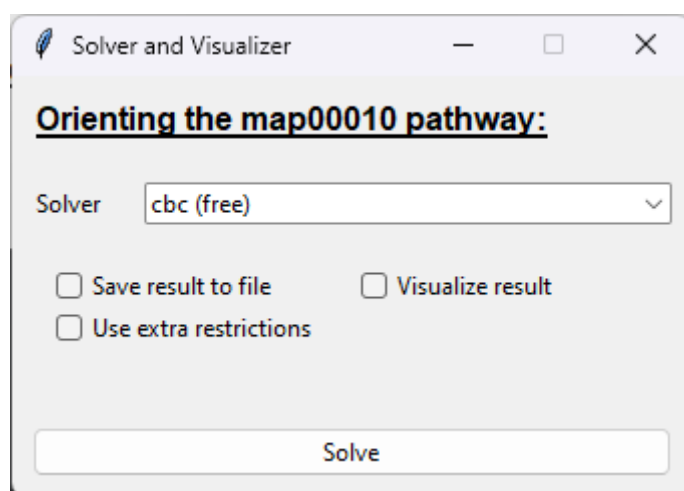 Solver and Visualizer
Orienting the map00010 pathway:
Solver cbc (free)
Save result to file Visualize result
Use extra restrictions
Solve